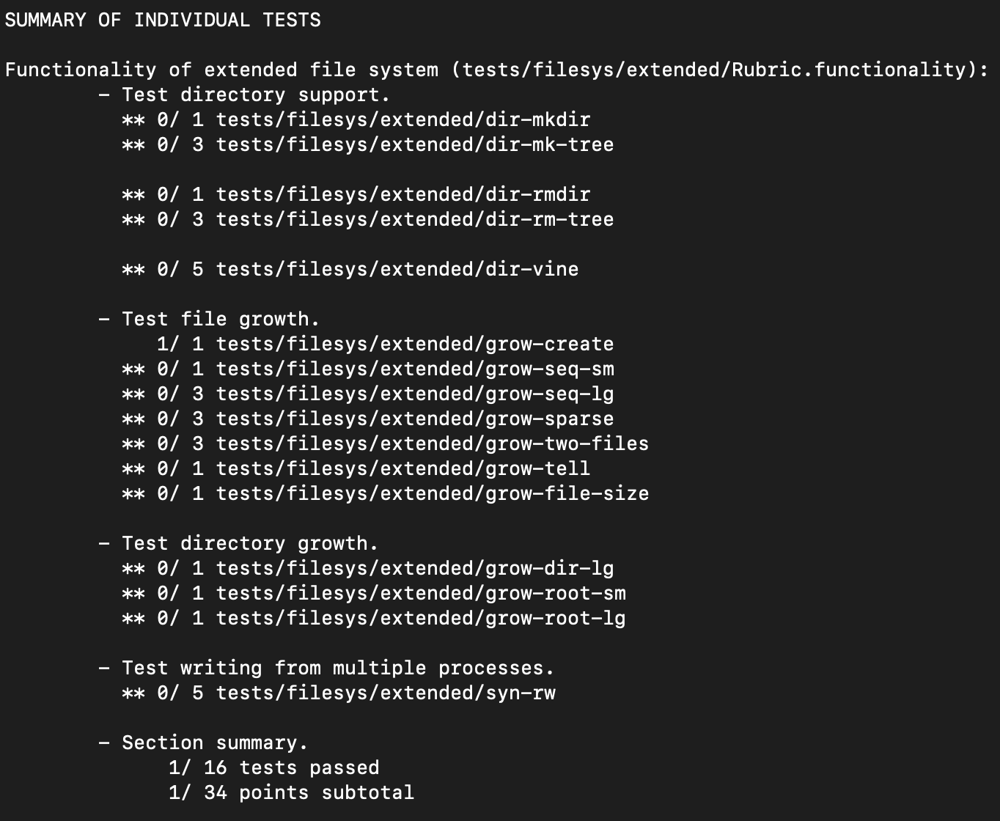 SUMMARY OF INDIVIDUAL TESTS
Functionality of extended file system (tests/filesys/extended/Rubric.functionality):
- Test directory support.
** 0/ 1 tests/filesys/extended/dir-mkdir
** 0/ 3 tests/filesys/extended/dir-mk-tree
** 0/ 1 tests/filesys/extended/dir-rmdir
** 0/ 3 tests/filesys/extended/dir-rm-tree
** 0/ 5 tests/filesys/extended/dir-vine
- Test file growth.
1/ 1 tests/filesys/extended/grow-create
** 0/ 1 tests/filesys/extended/grow-seq-sm
** 0/ 3 tests/filesys/extended/grow-seq-lg
** 0/ 3 tests/filesys/extended/grow-sparse
** 0/ 3 tests/filesys/extended/grow-two-files
** 0/ 1 tests/filesys/extended/grow-tell
** 0/ 1 tests/filesys/extended/grow-file-size
- Test directory growth.
** 0/ 1 tests/filesys/extended/grow-dir-lg
** 0/ 1 tests/filesys/extended/grow-root-sm
** 0/ 1 tests/filesys/extended/grow-root-lg
- Test writing from multiple processes.
** 0/ 5 tests/filesys/extended/syn-rw
- Section summary.
1/ 16 tests passed
1/ 34 points subtotal